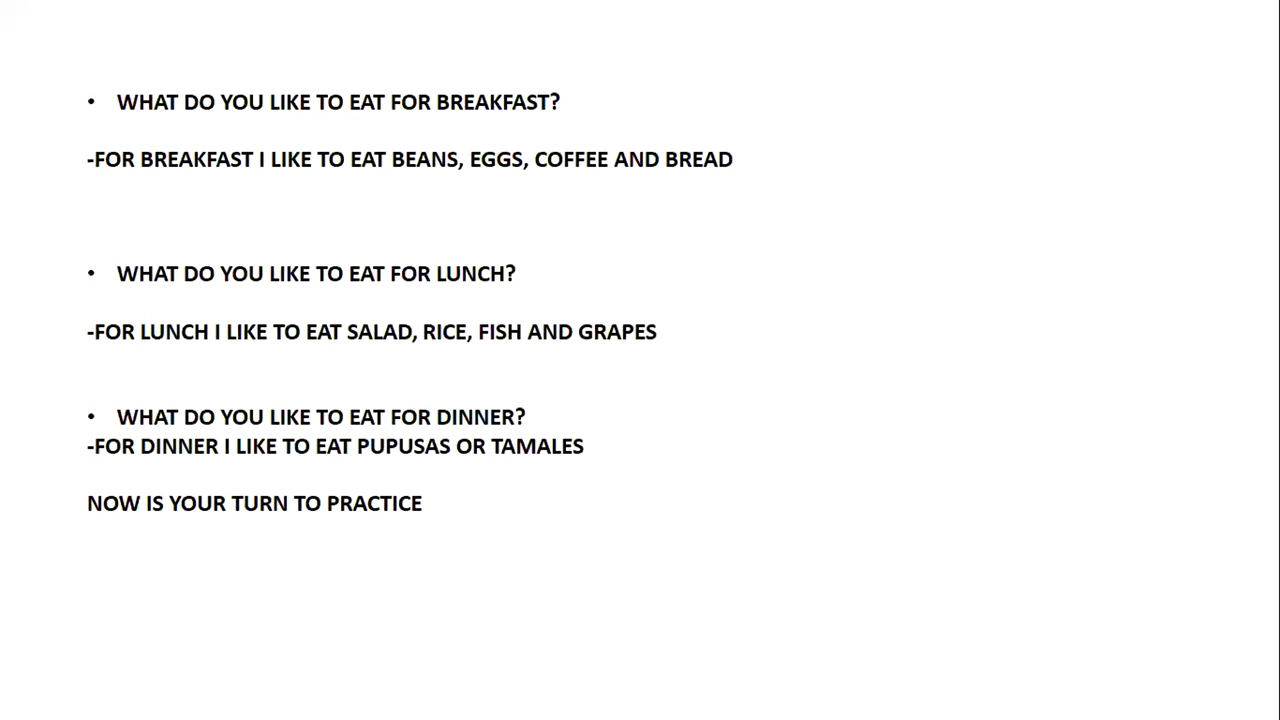 • WHAT DO YOU LIKE TO EAT FOR BREAKFAST?
-FOR BREAKFAST I LIKE TO EAT BEANS, EGGS, COFFEE AND BREAD
• WHAT DO YOU LIKE TO EAT FOR LUNCH?
-FOR LUNCH I LIKE TO EAT SALAD, RICE, FISH AND GRAPES
• WHAT DO YOU LIKE TO EAT FOR DINNER?
-FOR DINNER I LIKE TO EAT PUPUSAS OR TAMALES
NOW IS YOUR TURN TO PRACTICE